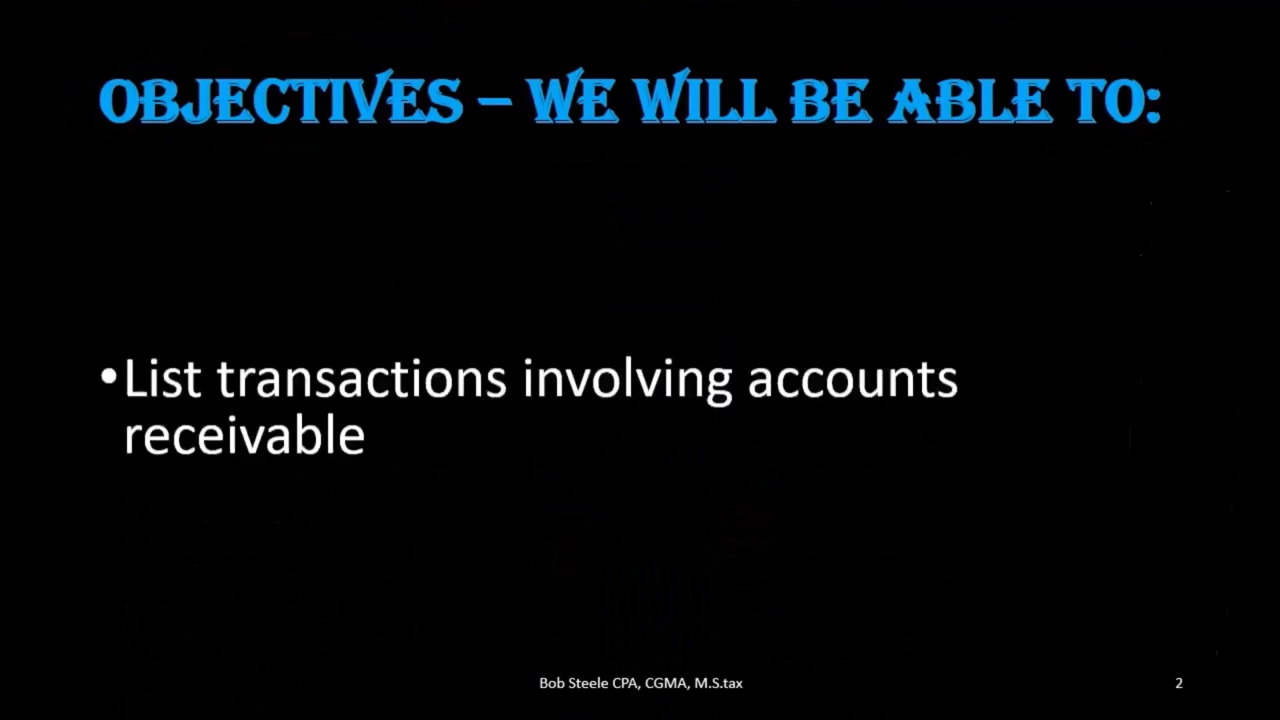 OBJECTIVES – WE WILL BE ABLE TO:
•List transactions involving accounts
receivable
Bob Steele CPA, CGMA, M.S.tax
2